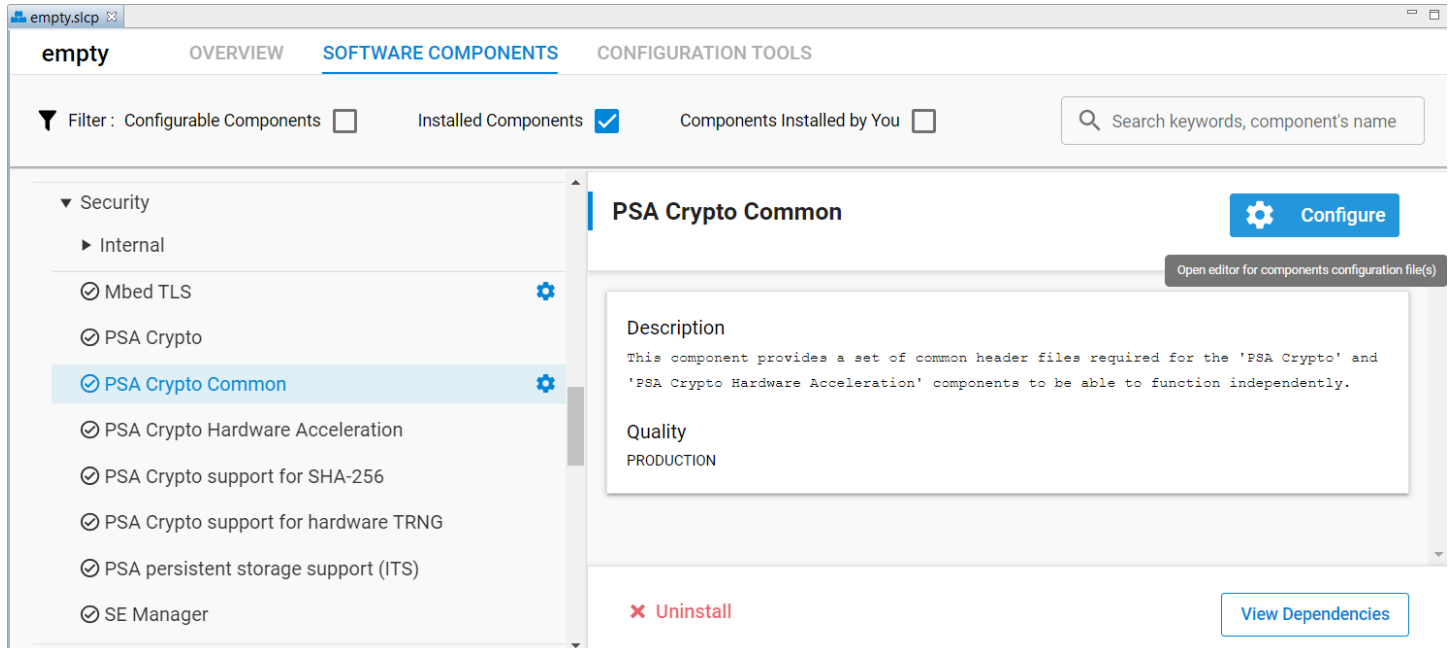 empty.slcp
empty OVERVIEW SOFTWARE COMPONENTS CONFIGURATION TOOLS
Filter : Configurable Components Installed Components Components Installed by You Search keywords, component's name
Security
Internal
Mbed TLS
PSA Crypto
PSA Crypto Common
PSA Crypto Hardware Acceleration
PSA Crypto support for SHA-256
PSA Crypto support for hardware TRNG
PSA persistent storage support (ITS)
SE Manager
PSA Crypto Common
Configure
Open editor for components configuration file(s)
Description
This component provides a set of common header files required for the 'PSA Crypto' and
'PSA Crypto Hardware Acceleration' components to be able to function independently.
Quality
PRODUCTION
Uninstall
View Dependencies